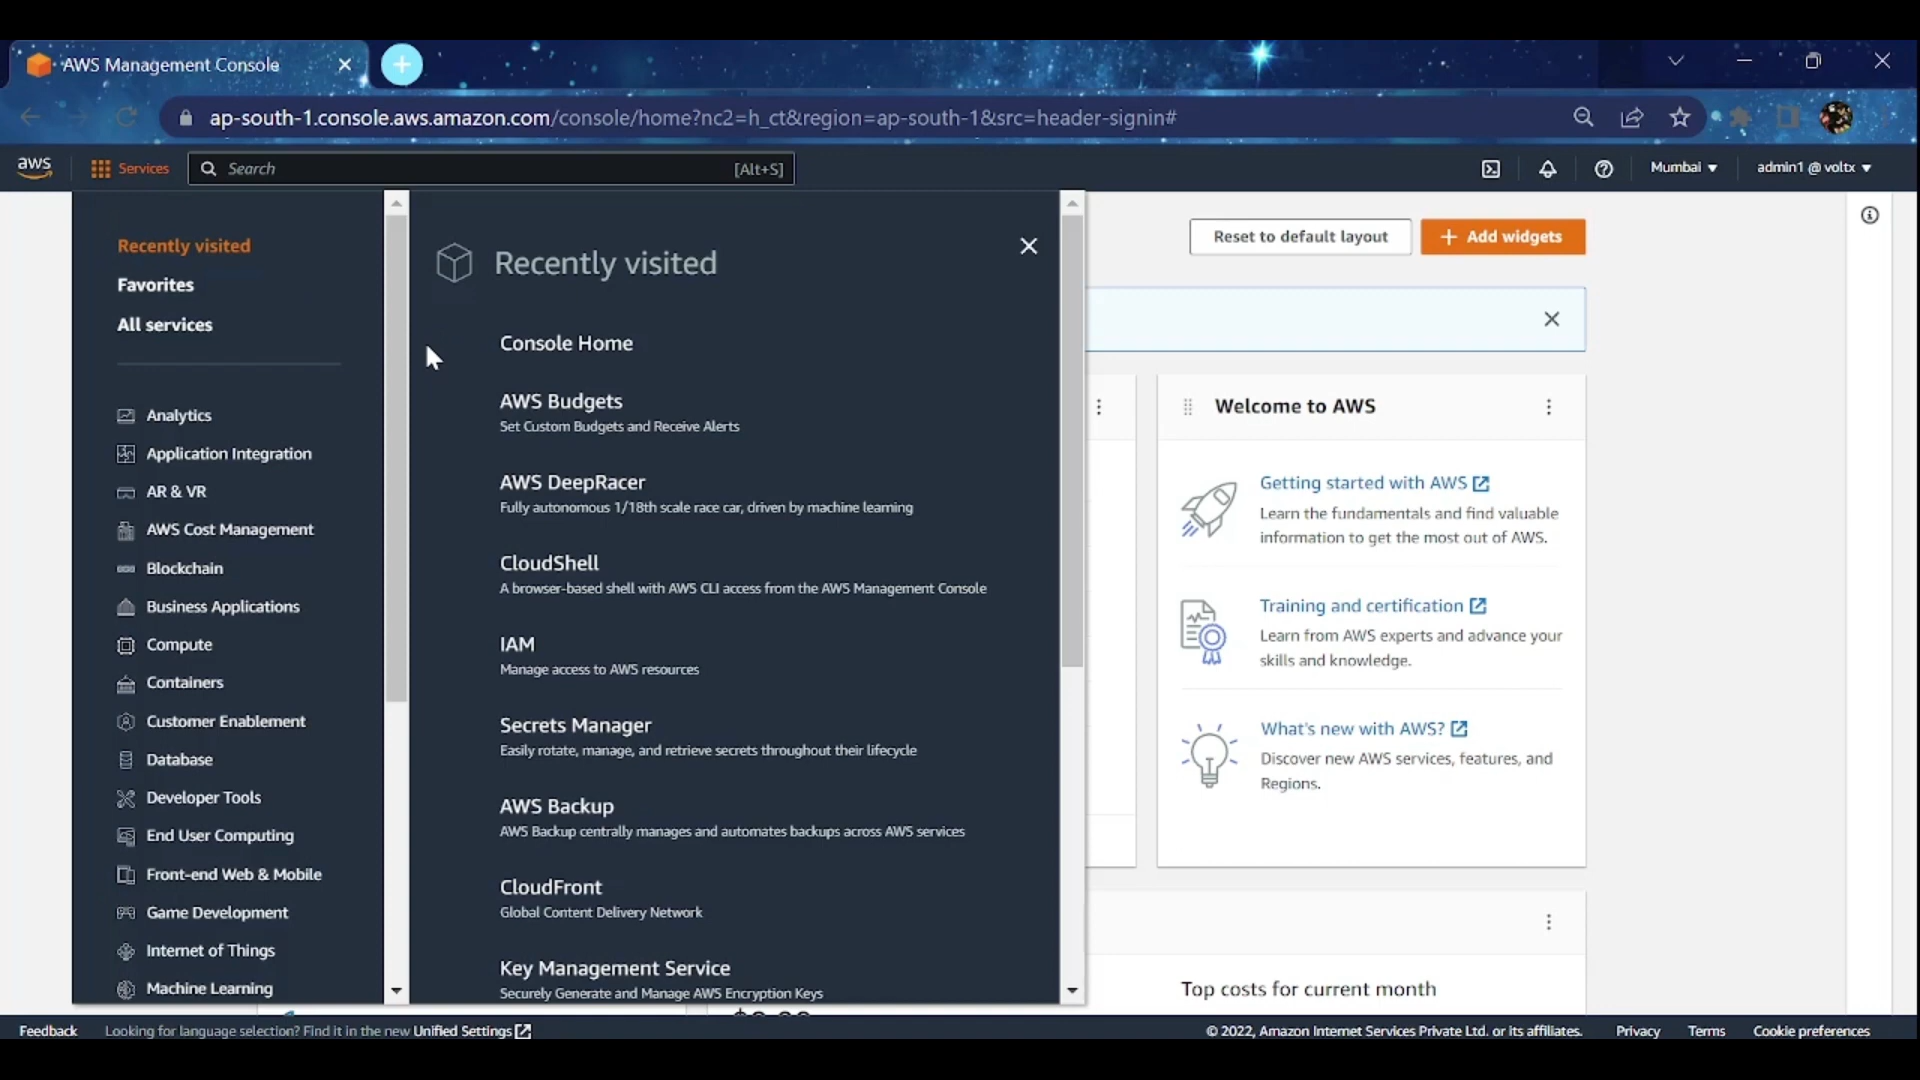 AWS Management Console
ap-south-1.console.aws.amazon.com/console/home?nc2=h_ct&region=ap-south-1&src=header-signin#
aws
Services
Search
[Alt+S]
Mumbai
admin1 @ voltx
Recently visited
Favorites
All services
Analytics
Application Integration
AR & VR
AWS Cost Management
Blockchain
Business Applications
Compute
Containers
Customer Enablement
Database
Developer Tools
End User Computing
Front-end Web & Mobile
Game Development
Internet of Things
Machine Learning
Recently visited
Console Home
AWS Budgets
Set Custom Budgets and Receive Alerts
AWS DeepRacer
Fully autonomous 1/18th scale race car, driven by machine learning
CloudShell
A browser-based shell with AWS CLI access from the AWS Management Console
IAM
Manage access to AWS resources
Secrets Manager
Easily rotate, manage, and retrieve secrets throughout their lifecycle
AWS Backup
AWS Backup centrally manages and automates backups across AWS services
CloudFront
Global Content Delivery Network
Key Management Service
Securely Generate and Manage AWS Encryption Keys
Reset to default layout
Add widgets
Welcome to AWS
Getting started with AWS
Learn the fundamentals and find valuable
information to get the most out of AWS.
Training and certification
Learn from AWS experts and advance your
skills and knowledge.
What's new with AWS?
Discover new AWS services, features, and
Regions.
Top costs for current month
Feedback
Looking for language selection? Find it in the new Unified Settings
© 2022, Amazon Internet Services Private Ltd. or its affiliates.
Privacy
Terms
Cookie preferences